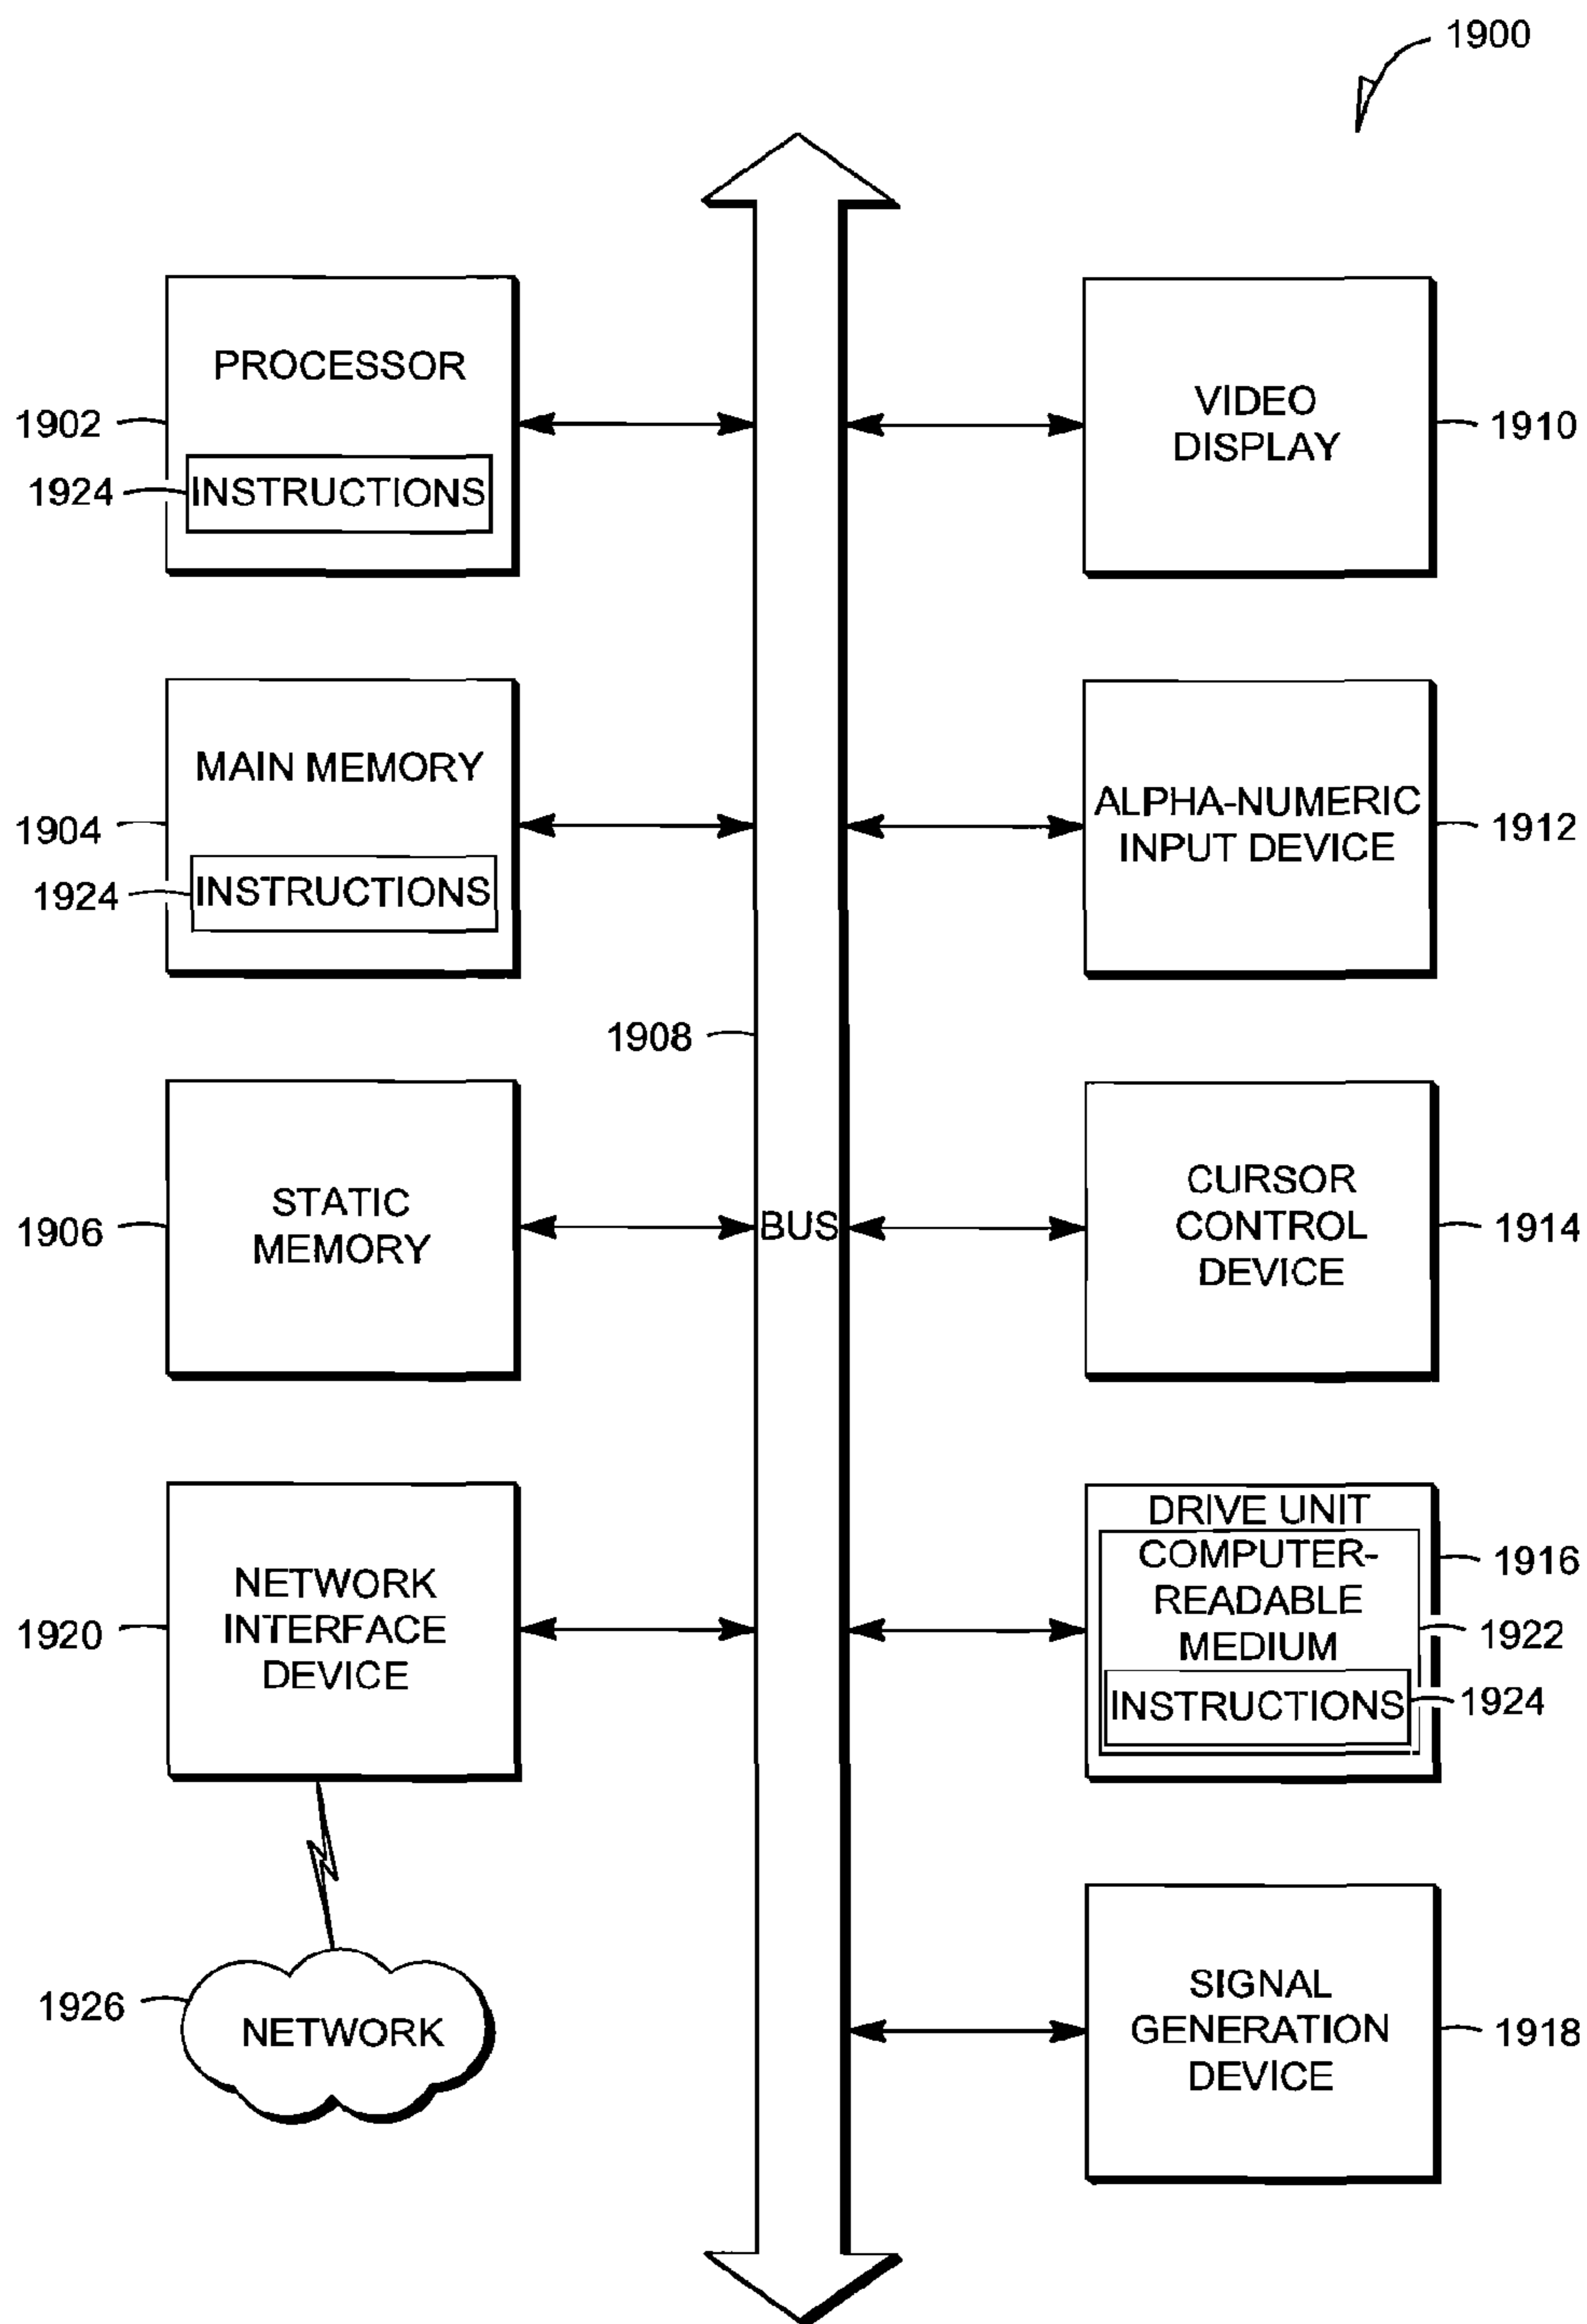 1900
PROCESSOR
1902
1924
INSTRUCTIONS
VIDEO
DISPLAY
1910
MAIN MEMORY
1904
1924
INSTRUCTIONS
ALPHA-NUMERIC
INPUT DEVICE
1912
1908
STATIC
MEMORY
1906
BUS
CURSOR
CONTROL
DEVICE
1914
NETWORK
INTERFACE
DEVICE
1920
DRIVE UNIT
COMPUTER-
READABLE
MEDIUM
1916
1922
INSTRUCTIONS
1924
1926
NETWORK
SIGNAL
GENERATION
DEVICE
1918